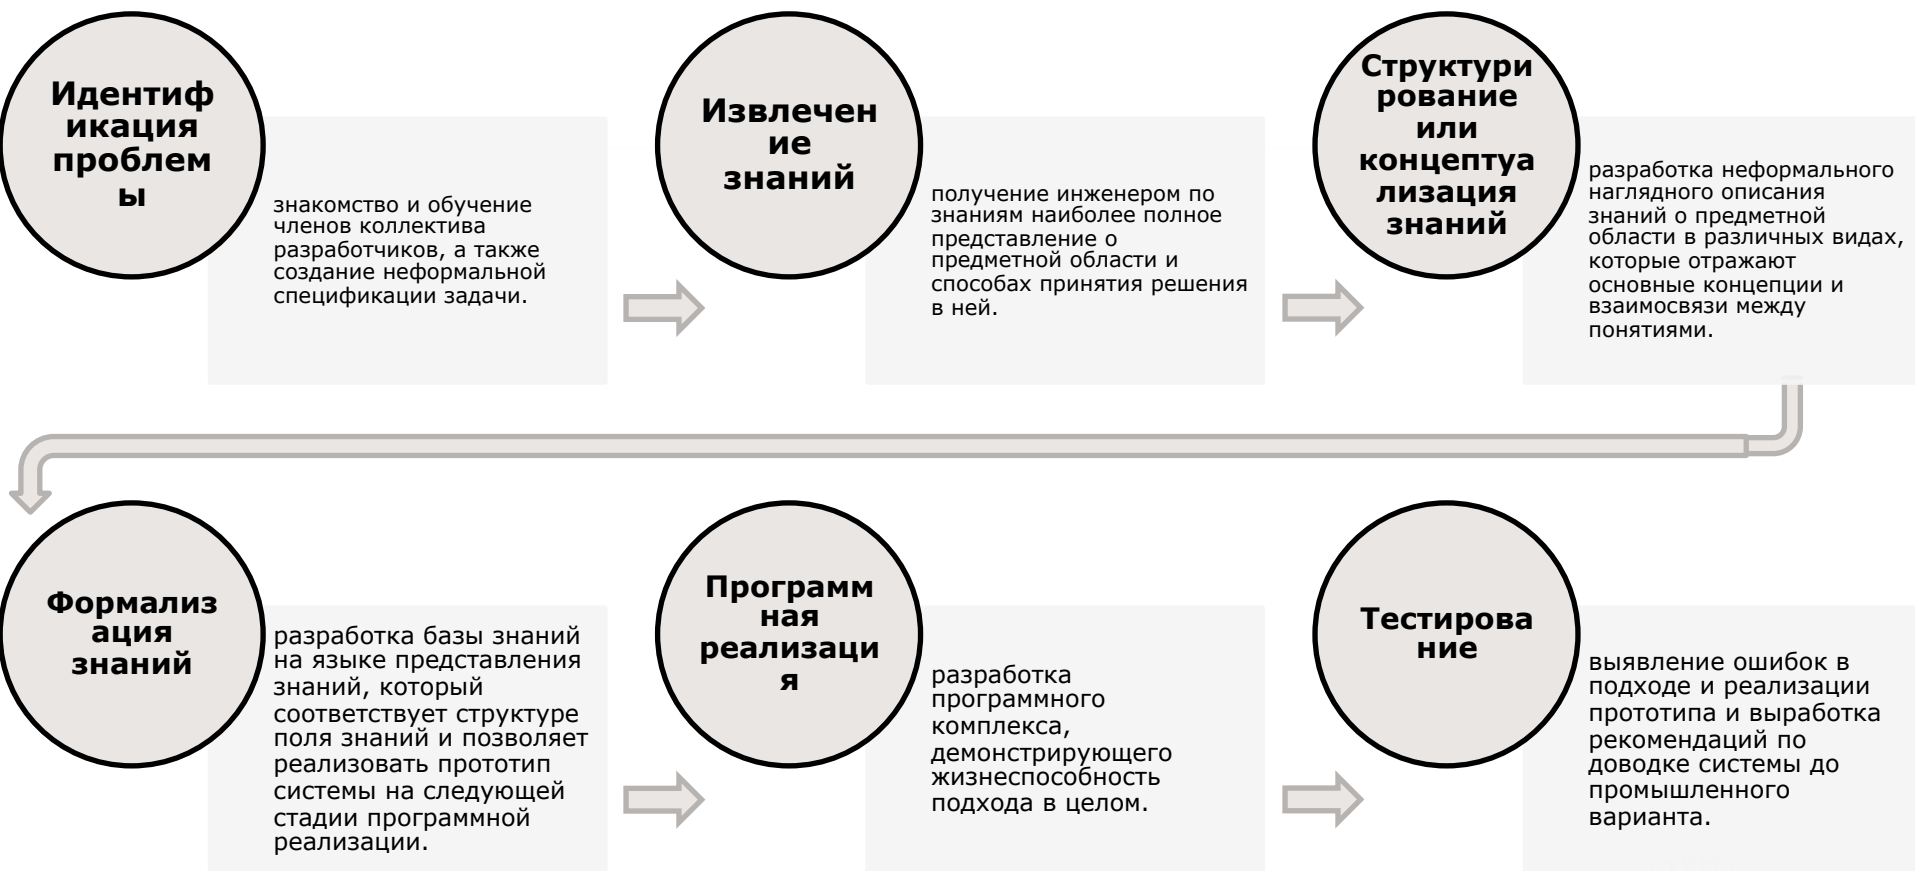 Идентиф
икация
проблем
ы
знакомство и обучение
членов коллектива
разработчиков, а также
создание неформальной
спецификации задачи.
Извлечен
ие
знаний
получение инженером по
знаниям наиболее полное
представление о
предметной области и
способах принятия решения
в ней.
Структури
рование
или
концептуа
лизация
знаний
разработка неформального
наглядного описания
знаний о предметной
области в различных видах,
которые отражают
основные концепции и
взаимосвязи между
понятиями.
Формализ
ация
знаний
разработка базы знаний
на языке представления
знаний, который
соответствует структуре
поля знаний и позволяет
реализовать прототип
системы на следующей
стадии программной
реализации.
Программ
ная
реализаци
я
разработка
программного
комплекса,
демонстрирующего
жизнеспособность
подхода в целом.
Тестирова
ние
выявление ошибок в
подходе и реализации
прототипа и выработка
рекомендаций по
доводке системы до
промышленного
варианта.